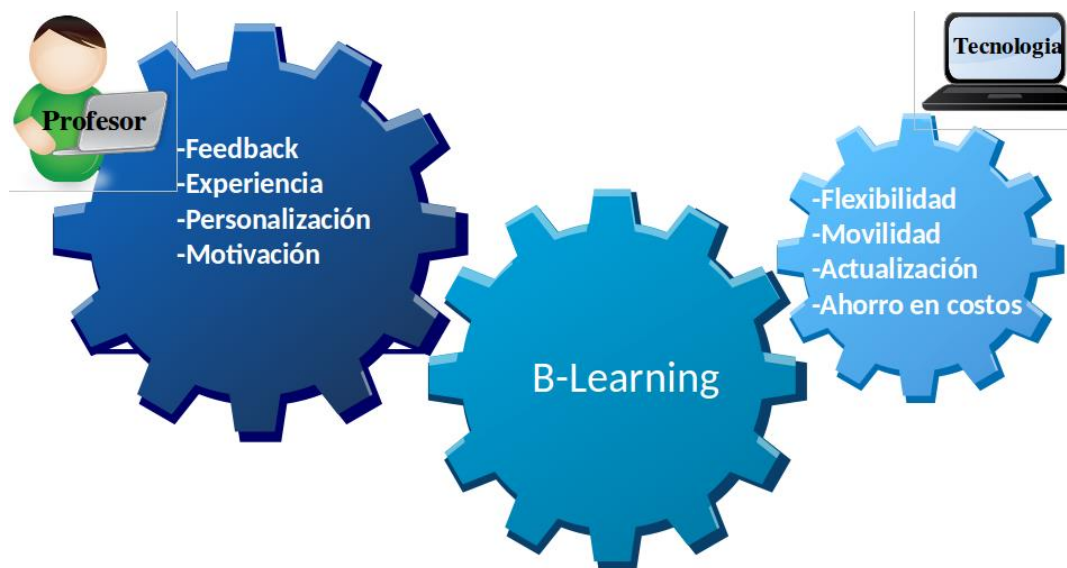 Profesor
-Feedback
-Experiencia
-Personalización
-Motivación
B-Learning
Tecnologia
-Flexibilidad
-Movilidad
-Actualización
-Ahorro en costos